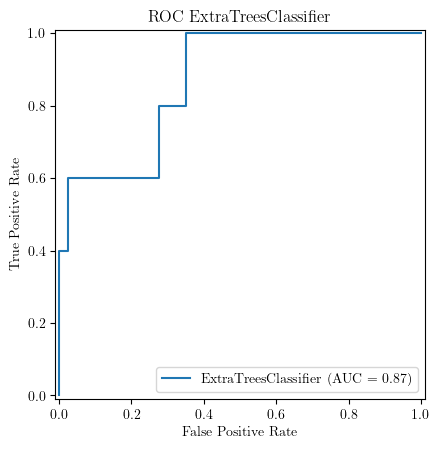 ROC ExtraTreesClassifier
1.0
0.8
0.6
0.4
0.2
0.0
True Positive Rate
ExtraTreesClassifier (AUC = 0.87)
0.0 0.2 0.4 0.6 0.8 1.0
False Positive Rate